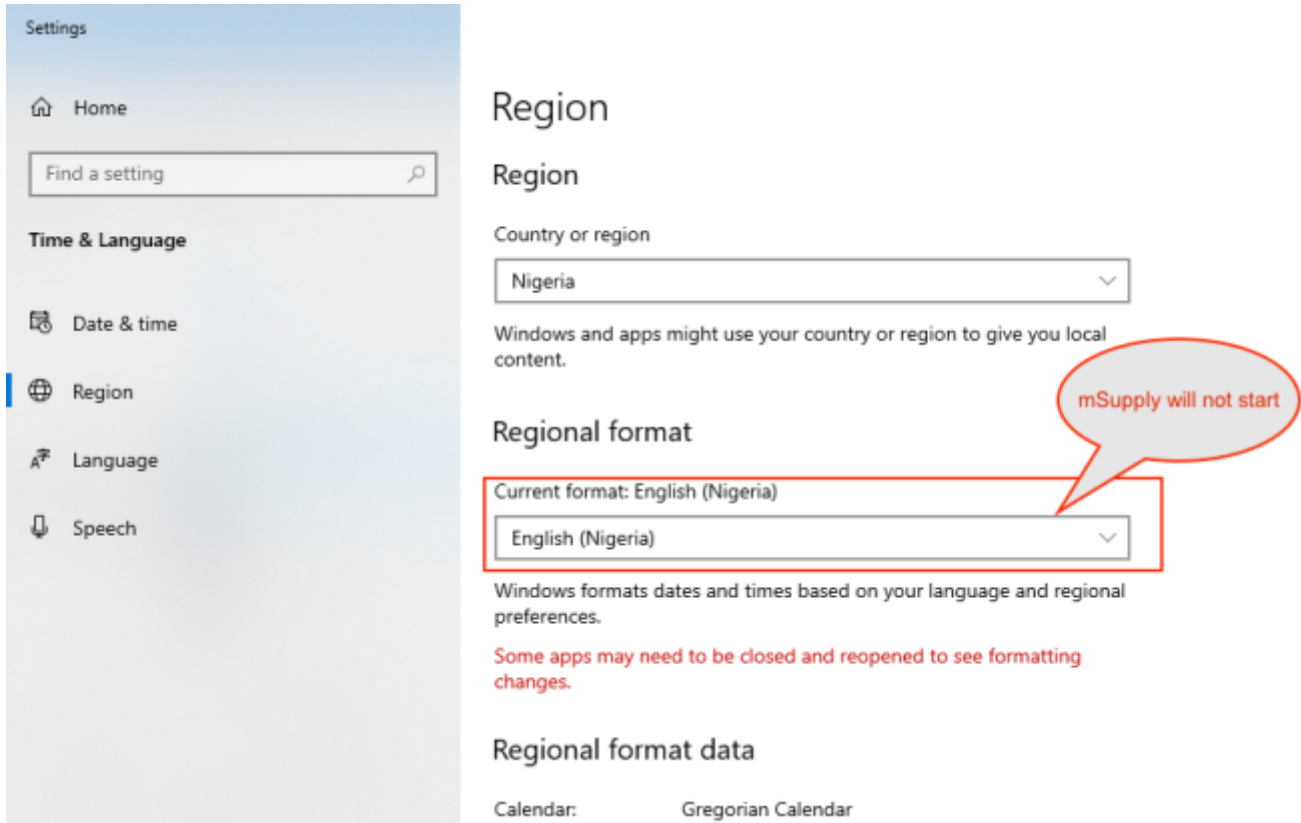 Settings
Home
Find a setting
Time & Language
Date & time
Region
Language
Speech
Region
Region
Country or region
Nigeria
Windows and apps might use your country or region to give you local
content.
mSupply will not start
Regional format
Current format: English (Nigeria)
English (Nigeria)
Windows formats dates and times based on your language and regional
preferences.
Some apps may need to be closed and reopened to see formatting
changes.
Regional format data
Calendar: Gregorian Calendar